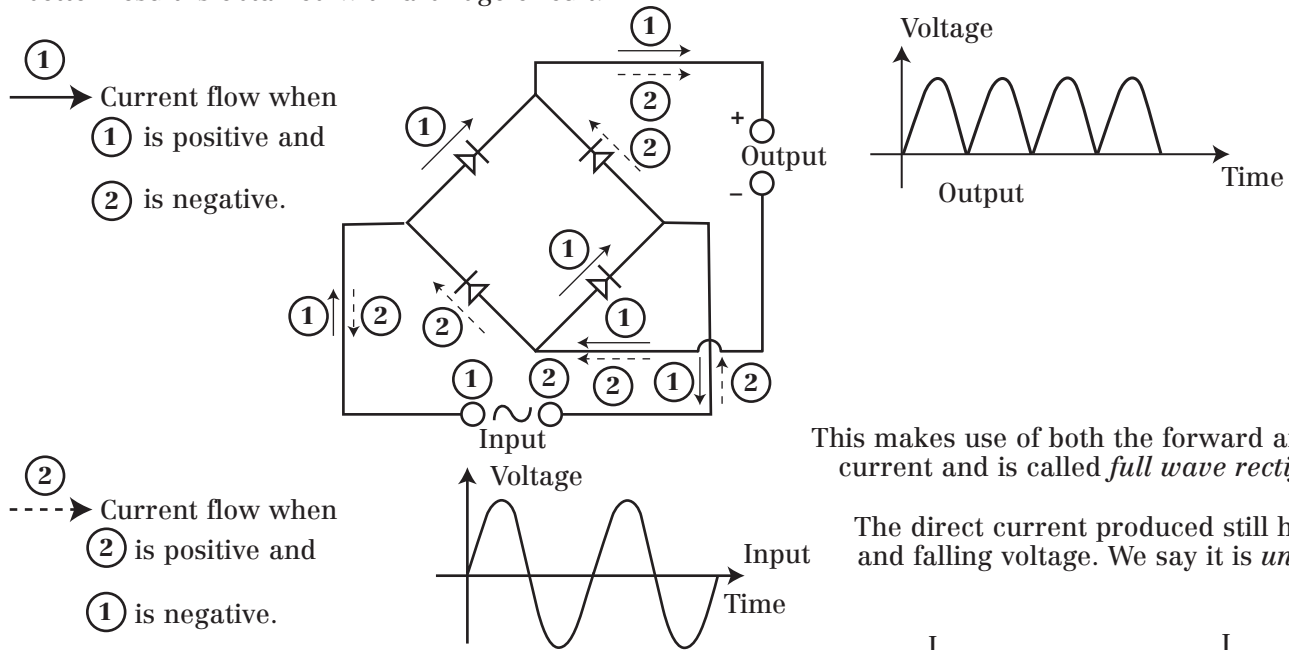 1
Current flow when
1 is positive and
2 is negative.
1
2
1
2
1
1
2
2
1
1
2
2
1
2
1
2
+
Output
–
Input
Voltage
Time
Output
2
Current flow when
2 is positive and
1 is negative.
Voltage
Input
Time
This makes use of both the forward
current and is called full wave
The direct current produced still
and falling voltage. We say it is